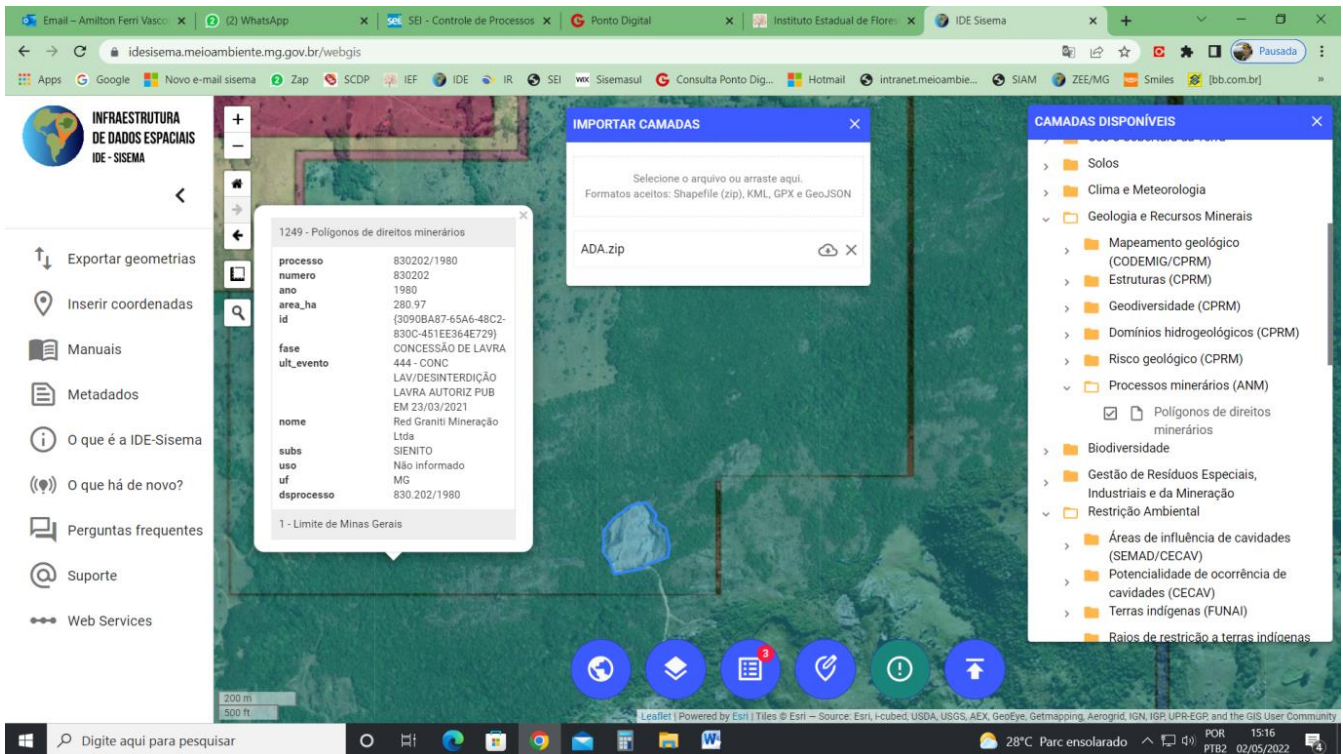 Email – Amilton Ferri Vasco
(2) WhatsApp
SEI - Controle de Processos
Ponto Digital
Instituto Estadual de Flores
IDE Sisema
idesisema.meioambiente.mg.gov.br/webgis
Pausada
Apps
Google
Novo e-mail sisema
Zap
SCDP
IEF
IDE
IR
SEI
Sisemasul
Consulta Ponto Dig...
Hotmail
intranet.meioambie...
SIAM
ZEE/MG
Smiles
[bb.com.br]
»
INFRAESTRUTURA
DE DADOS ESPACIAIS
IDE - SISEMA
Exportar geometrias
Inserir coordenadas
Manuais
Metadados
O que é a IDE-Sisema
O que há de novo?
Perguntas frequentes
Suporte
Web Services
+
−
1249 - Polígonos de direitos minerários
processo 830202/1980
numero 830202
ano 1980
area_ha 280.97
id {3090BA87-65A6-48C2-
830C-451EE364E729}
fase CONCESSÃO DE LAVRA
ult_evento 444 - CONC
LAV/DESINTERDIÇÃO
LAVRA AUTORIZ PUB
EM 23/03/2021
nome Red Graniti Mineração
Ltda
subs SIENITO
uso Não informado
uf MG
dsprocesso 830.202/1980
1 - Limite de Minas Gerais
IMPORTAR CAMADAS
Selecione o arquivo ou arraste aqui.
Formatos aceitos: Shapefile (zip), KML, GPX e GeoJSON
ADA.zip
CAMADAS DISPONÍVEIS
Solos
Clima e Meteorologia
Geologia e Recursos Minerais
Mapeamento geológico
(CODEMIG/CPRM)
Estruturas (CPRM)
Geodiversidade (CPRM)
Domínios hidrogeológicos (CPRM)
Risco geológico (CPRM)
Processos minerários (ANM)
Polígonos de direitos
minerários
Biodiversidade
Gestão de Resíduos Especiais,
Industriais e da Mineração
Restrição Ambiental
Áreas de influência de cavidades
(SEMAD/CECAV)
Potencialidade de ocorrência de
cavidades (CECAV)
Terras indígenas (FUNAI)
Raios de restrição a terras indígenas
3
200 m
500 ft
Leaflet | Powered by Esri | Tiles © Esri — Source: Esri, i-cubed, USDA, USGS, AEX, GeoEye, Getmapping, Aerogrid, IGN, IGP, UPR-EGP, and the GIS User Community
Digite aqui para pesquisar
28°C Parc ensolarado
POR
PTB2
15:16
02/05/2022